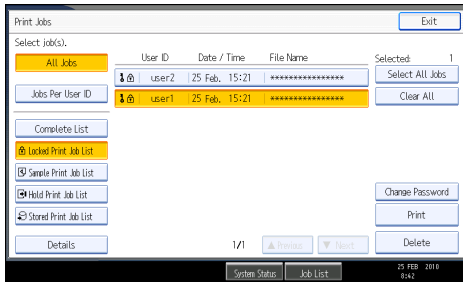 Print Jobs
Exit
Select job(s).
All Jobs
User ID Date / Time File Name
Selected: 1
user2 25 Feb. 15:21 ****************
Select All Jobs
Jobs Per User ID
user1 25 Feb. 15:21 ****************
Clear All
Complete List
Locked Print Job List
Sample Print Job List
Hold Print Job List
Change Password
Stored Print Job List
Print
Details
1/1
▲ Previous
▼ Next
Delete
System Status
Job List
25 FEB 2010
8:42